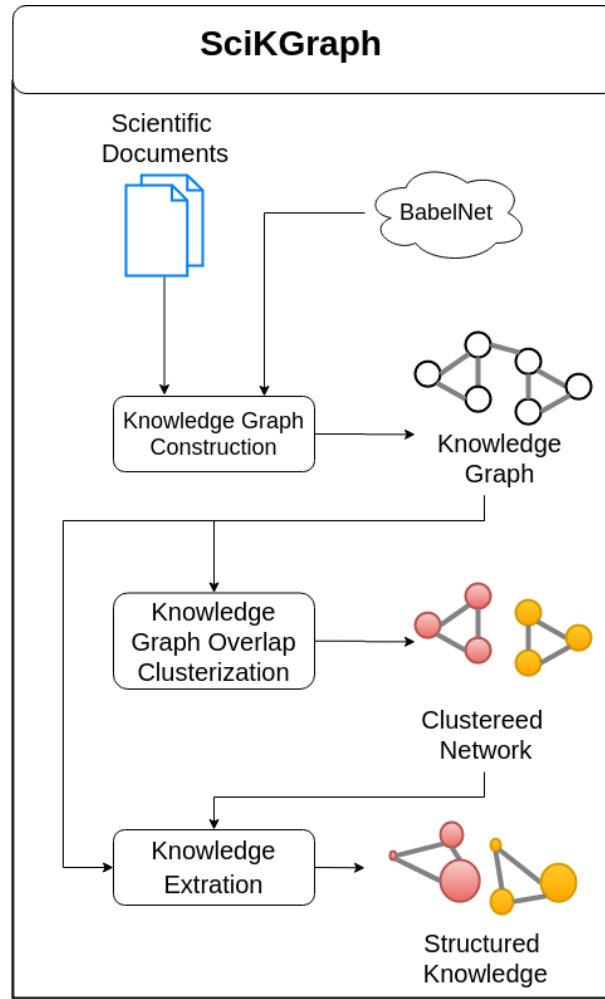 SciKGraph
Scientific
Documents
BabelNet
Knowledge Graph
Construction
Knowledge
Graph
Knowledge
Graph Overlap
Clusterization
Clustereed
Network
Knowledge
Extration
Structured
Knowledge